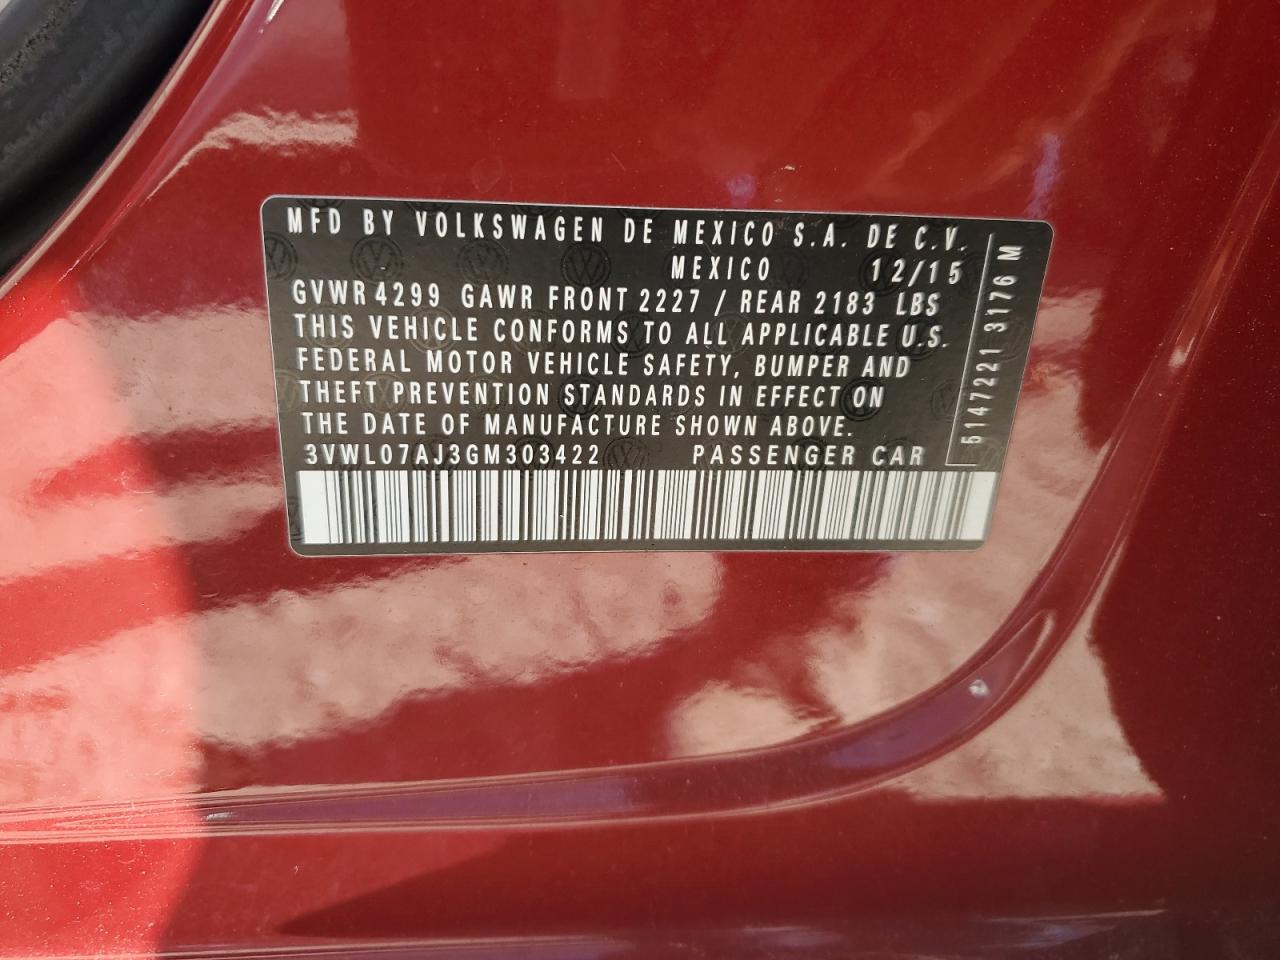 MFD BY VOLKSWAGEN DE MEXICO S.A. DE C.V.
MEXICO 12/15
GVWR 4299 GAWR FRONT 2227 / REAR 2183 LBS
THIS VEHICLE CONFORMS TO ALL APPLICABLE U.S.
FEDERAL MOTOR VEHICLE SAFETY, BUMPER AND
THEFT PREVENTION STANDARDS IN EFFECT ON
THE DATE OF MANUFACTURE SHOWN ABOVE.
3VWL07AJ3GM303422 PASSENGER CAR
5147221 3176 M